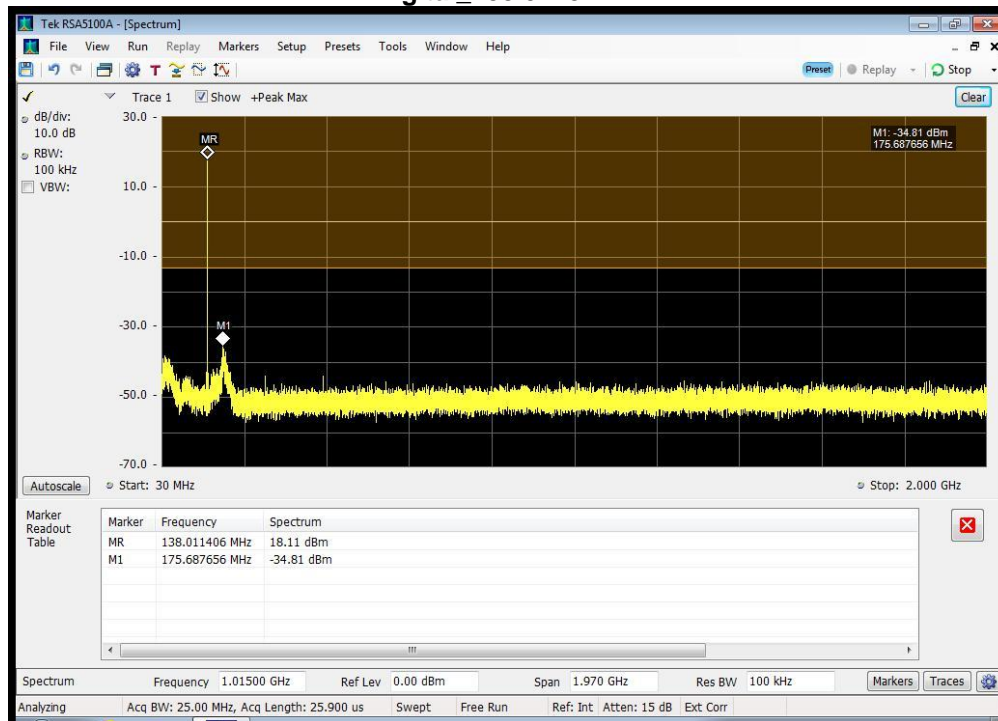 Tek RSA5100A - [Spectrum]
File View Run Replay Markers Setup Presets Tools Window Help
T Preset Replay Stop
Trace 1 Show +Peak Max Clear
dB/div:
10.0 dB
RBW:
100 kHz
VBW:
30.0
10.0
-10.0
-30.0
-50.0
-70.0
MR
M1: -34.81 dBm
175.687656 MHz
M1
Autoscale Start: 30 MHz Stop: 2.000 GHz
Marker
Readout
Table
Marker Frequency Spectrum
MR 138.011406 MHz 18.11 dBm
M1 175.687656 MHz -34.81 dBm
Spectrum Frequency 1.01500 GHz Ref Lev 0.00 dBm Span 1.970 GHz Res BW 100 kHz Markers Traces
Analyzing Acq BW: 25.00 MHz, Acq Length: 25.900 us Swept Free Run Ref: Int Atten: 15 dB Ext Corr